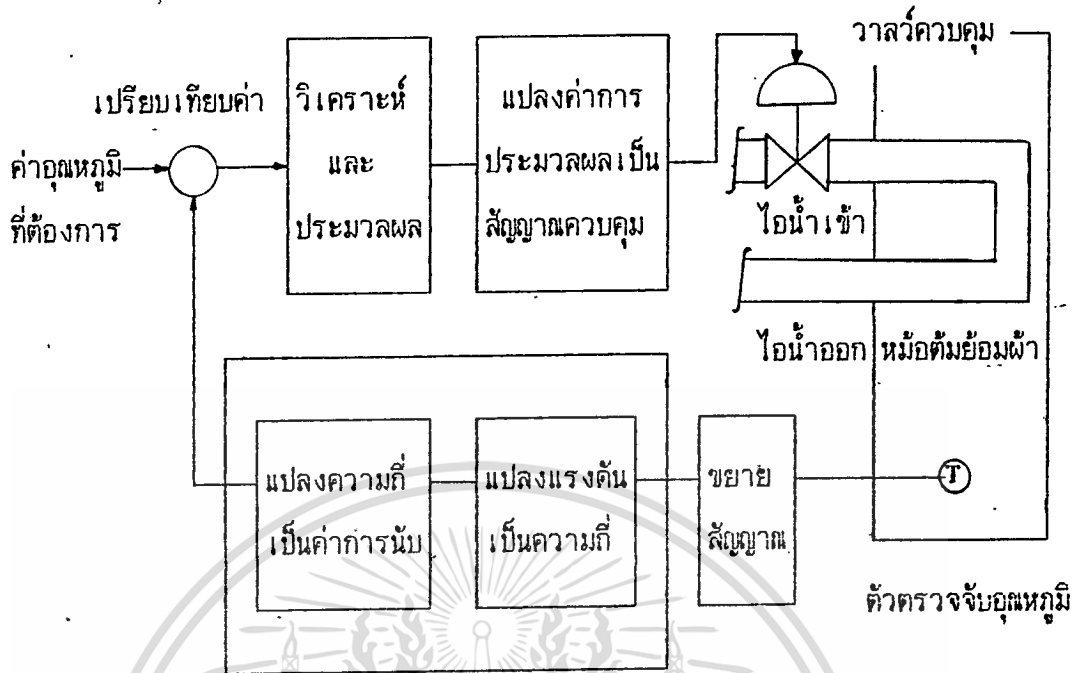 วาลว์ควบคุม
เปรียบเทียบค่า
ค่าอุณหภูมิ
ที่ต้องการ
วิเคราะห์
และ
ประมวลผล
แปลงค่าการ
ประมวลผลเป็น
สัญญาณควบคุม
ไอน้ำเข้า
ไอน้ำออก
หม้อต้มย้อมผ้า
แปลงความถี่
เป็นค่าการนับ
แปลงแรงดัน
เป็นความถี่
ขยาย
สัญญาณ
T
ตัวตรวจจับอุณหภูมิ